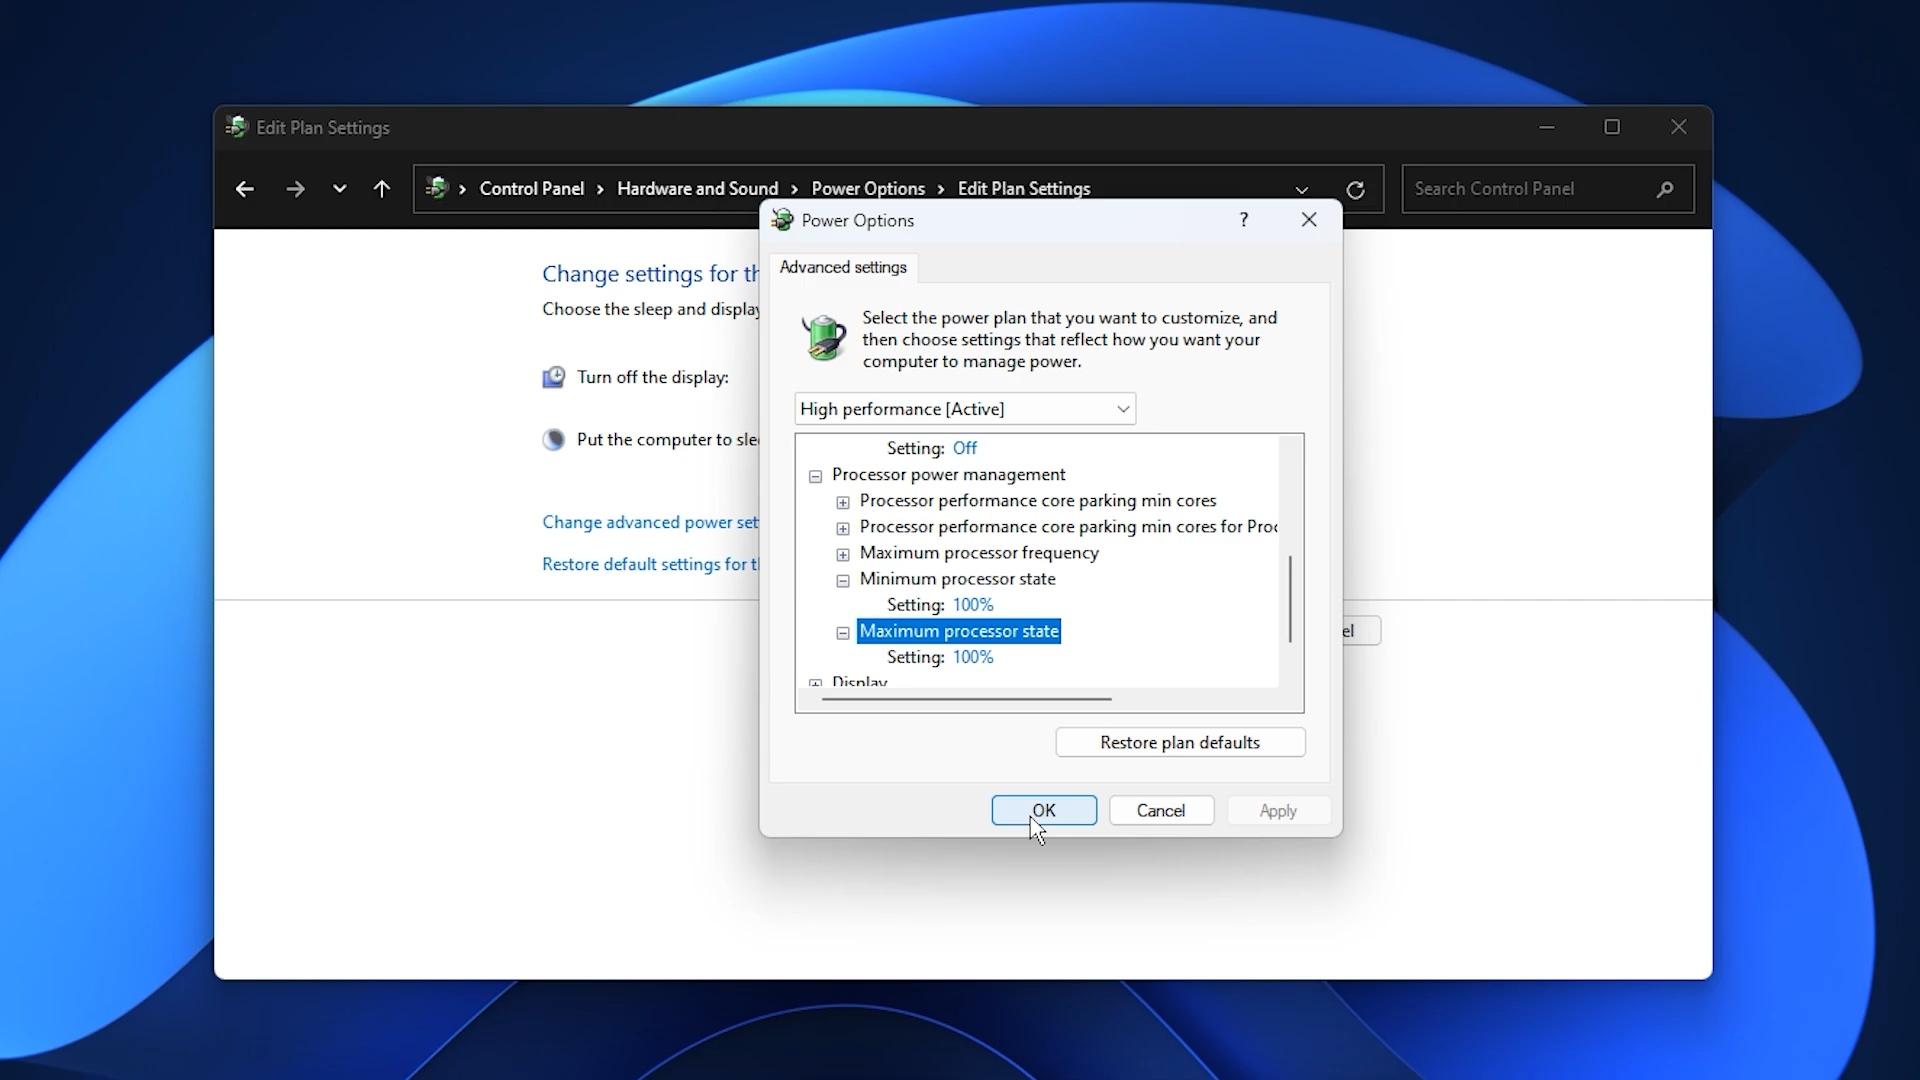 Edit Plan Settings
Control Panel > Hardware and Sound > Power Options > Edit Plan Settings
Search Control Panel
Power Options
?
Advanced settings
Change settings for th
Choose the sleep and display
Turn off the display:
Put the computer to slee
Change advanced power set
Restore default settings for th
Select the power plan that you want to customize, and
then choose settings that reflect how you want your
computer to manage power.
High performance [Active]
Setting: Off
Processor power management
Processor performance core parking min cores
Processor performance core parking min cores for Proc
Maximum processor frequency
Minimum processor state
Setting: 100%
Maximum processor state
Setting: 100%
Display
el
Restore plan defaults
OK
Cancel
Apply